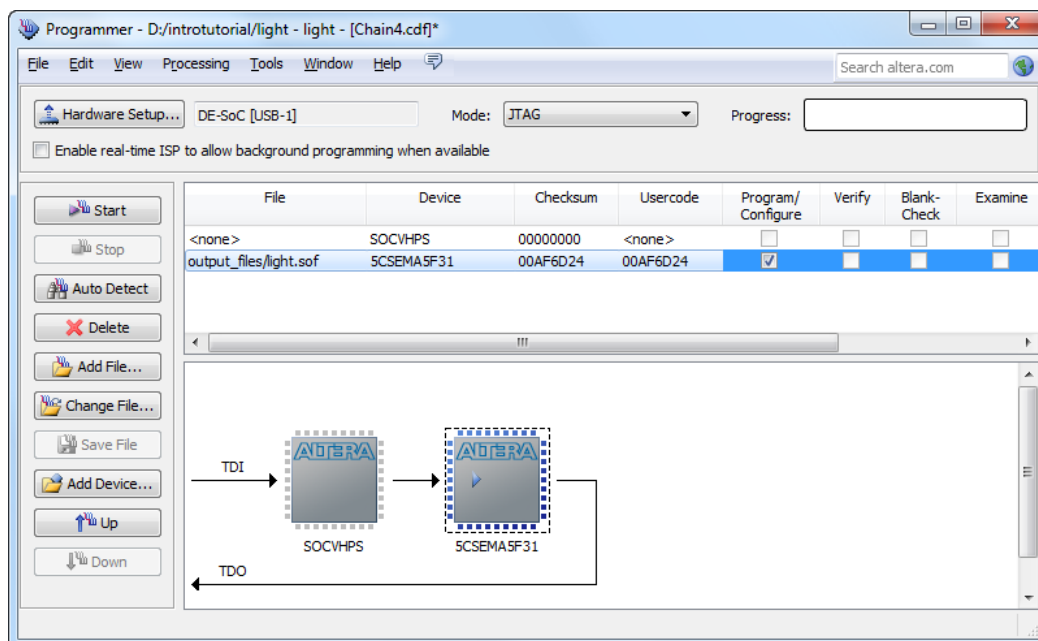 Programmer - D:/introtutorial/light - light - [Chain4.cdf]*
File Edit View Processing Tools Window Help Search altera.com
Hardware Setup... DE-SoC [USB-1] Mode: JTAG Progress:
Enable real-time ISP to allow background programming when available
File Device Checksum Usercode Program/ Verify Blank- Examine
Configure Check
Start
Stop
Auto Detect
Delete
Add File...
Change File...
Save File
Add Device...
Up
Down
<none> SOCVHPS 00000000 <none>
output_files/light.sof 5CSEMA5F31 00AF6D24 00AF6D24
ALTERA ALTERA
TDI
SOCVHPS 5CSEMA5F31
TDO